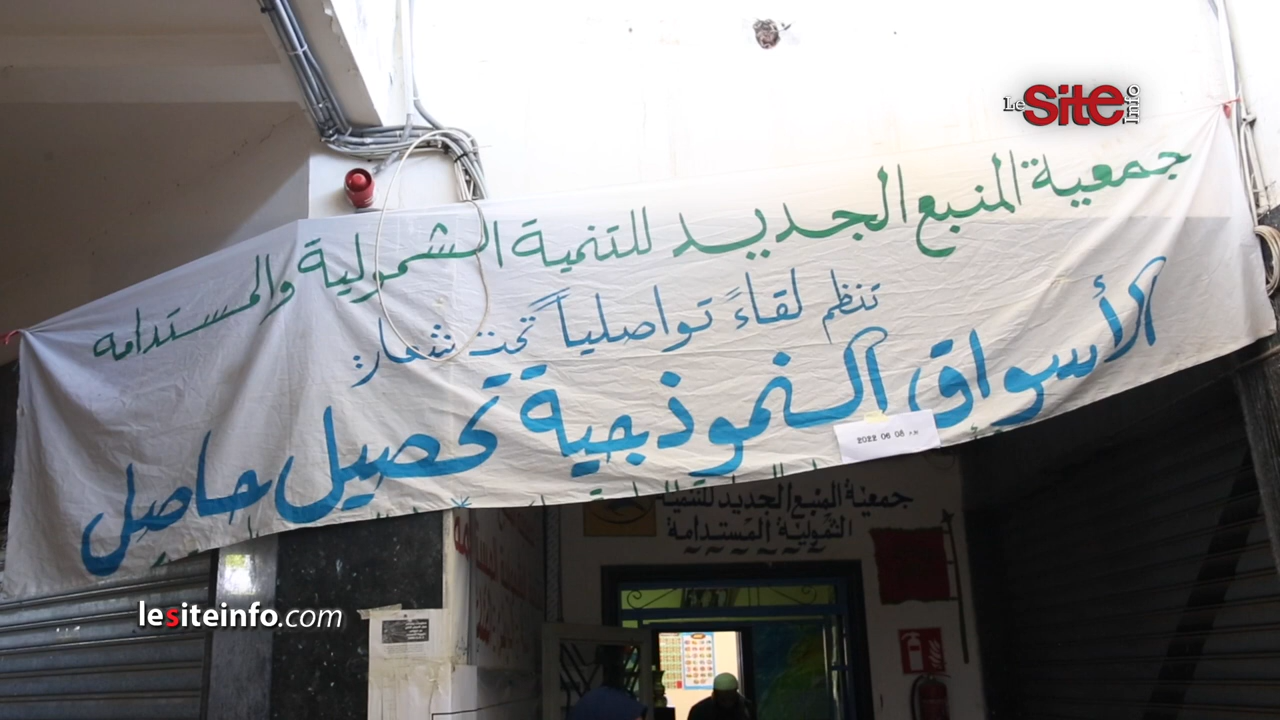 Le Site Info
جمعية المنبع الجديد للتنمية الشمولية والمستدامه
تنظم لقاءً تواصلياً تحت شعار:
الأسواق النموذجية تحصيل حاصل
2022 06 08
جمعية المنبع الجديد للتنمية
الشمولية المستدامة
lesiteinfo.com